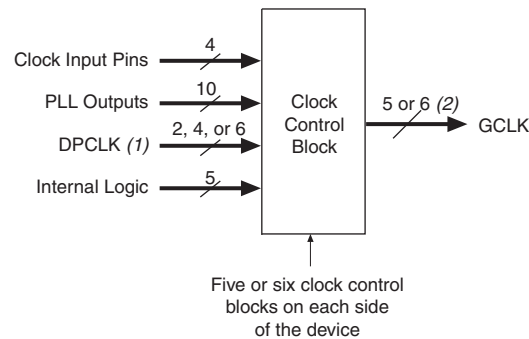 Clock Input Pins
4
PLL Outputs
10
DPCLK (1)
2, 4, or 6
Internal Logic
5
Clock
Control
Block
5 or 6 (2)
GCLK
Five or six clock control
blocks on each side
of the device